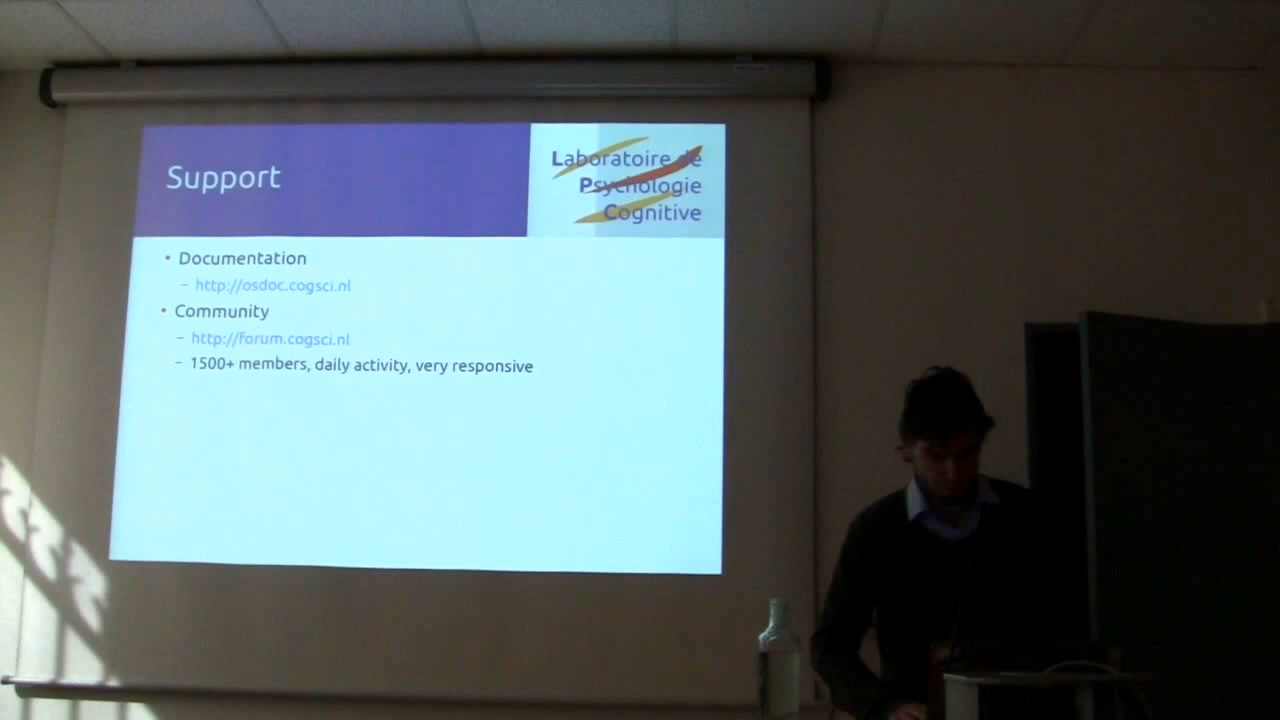 Support
Laboratoire de
Psychologie
Cognitive
• Documentation
– http://osdoc.cogsci.nl
• Community
– http://forum.cogsci.nl
– 1500+ members, daily activity, very responsive